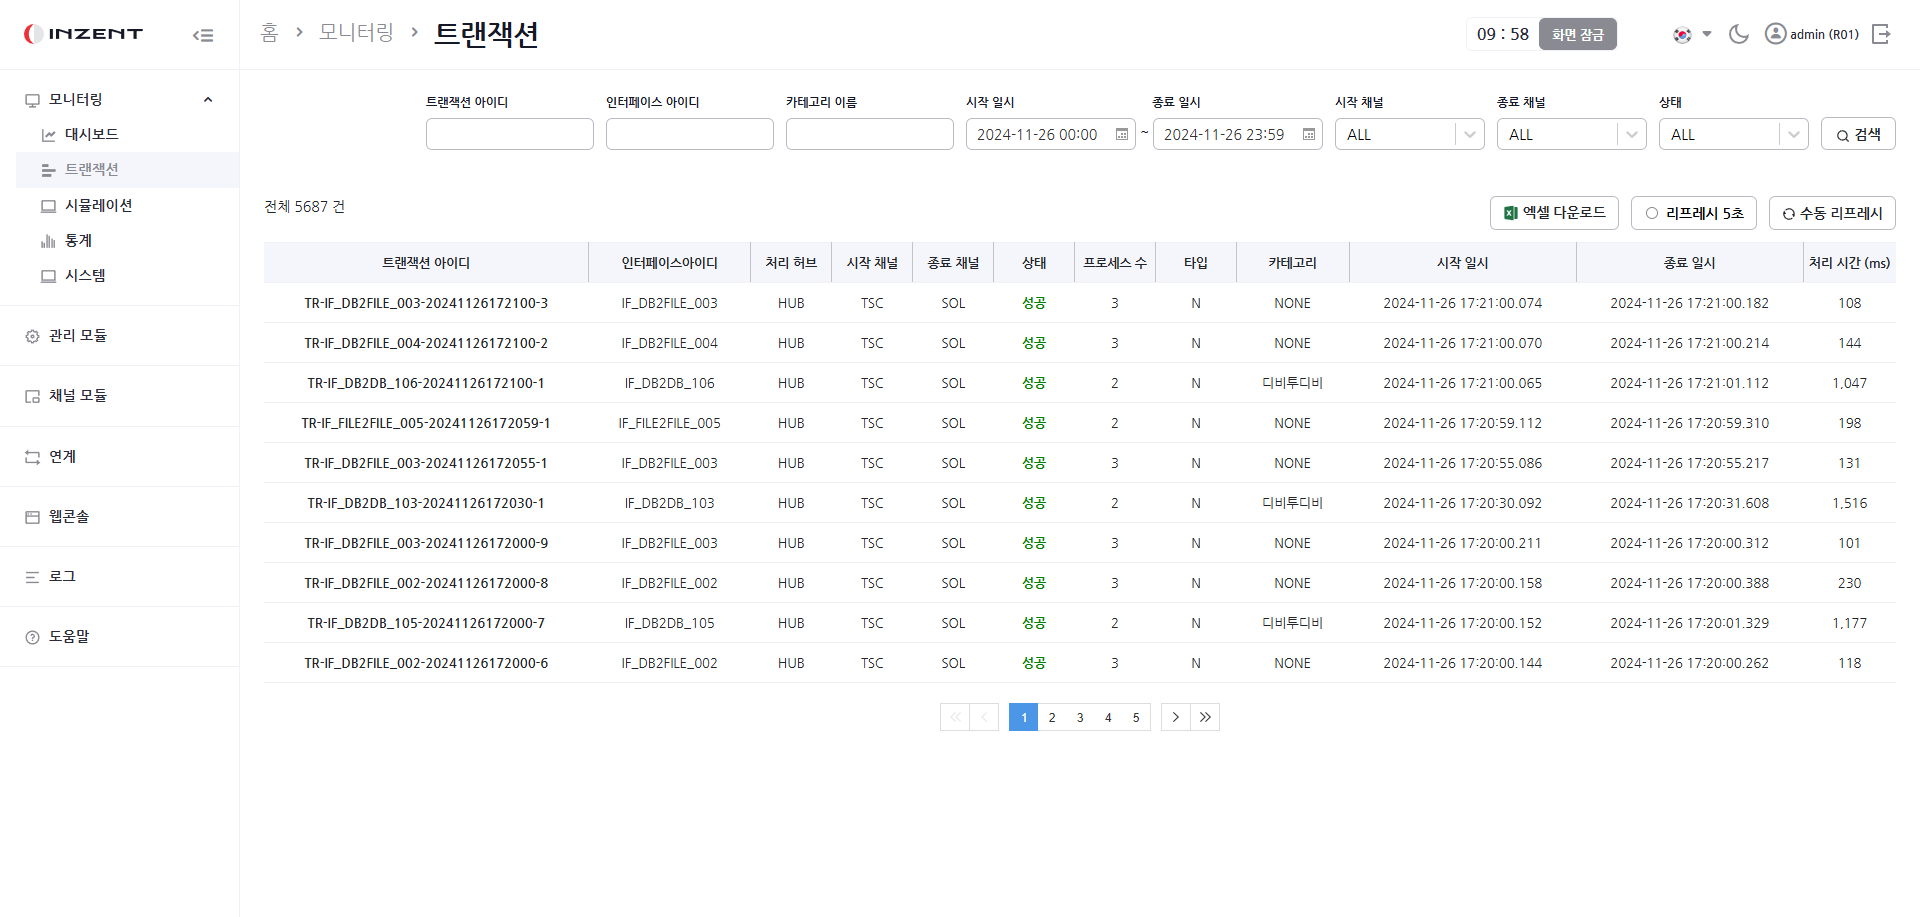 INZENT
홈 > 모니터링 > 트랜잭션
09 : 58 화면 잠금
admin (R01)
모니터링
대시보드
트랜잭션
시뮬레이션
통계
시스템
관리 모듈
채널 모듈
연계
웹콘솔
로그
도움말
트랜잭션 아이디 인터페이스 아이디 카테고리 이름 시작 일시 종료 일시 시작 채널 종료 채널 상태
2024-11-26 00:00 ~ 2024-11-26 23:59 ALL ALL ALL 검색
전체 5687 건
엑셀 다운로드 리프레시 5초 수동 리프레시
트랜잭션 아이디 인터페이스아이디 처리 허브 시작 채널 종료 채널 상태 프로세스 수 타입 카테고리 시작 일시 종료 일시 처리 시간 (ms)
TR-IF_DB2FILE_003-20241126172100-3 IF_DB2FILE_003 HUB TSC SOL 성공 3 N NONE 2024-11-26 17:21:00.074 2024-11-26 17:21:00.182 108
TR-IF_DB2FILE_004-20241126172100-2 IF_DB2FILE_004 HUB TSC SOL 성공 3 N NONE 2024-11-26 17:21:00.070 2024-11-26 17:21:00.214 144
TR-IF_DB2DB_106-20241126172100-1 IF_DB2DB_106 HUB TSC SOL 성공 2 N 디비투디비 2024-11-26 17:21:00.065 2024-11-26 17:21:01.112 1,047
TR-IF_FILE2FILE_005-20241126172059-1 IF_FILE2FILE_005 HUB TSC SOL 성공 2 N NONE 2024-11-26 17:20:59.112 2024-11-26 17:20:59.310 198
TR-IF_DB2FILE_003-20241126172055-1 IF_DB2FILE_003 HUB TSC SOL 성공 3 N NONE 2024-11-26 17:20:55.086 2024-11-26 17:20:55.217 131
TR-IF_DB2DB_103-20241126172030-1 IF_DB2DB_103 HUB TSC SOL 성공 2 N 디비투디비 2024-11-26 17:20:30.092 2024-11-26 17:20:31.608 1,516
TR-IF_DB2FILE_003-20241126172000-9 IF_DB2FILE_003 HUB TSC SOL 성공 3 N NONE 2024-11-26 17:20:00.211 2024-11-26 17:20:00.312 101
TR-IF_DB2FILE_002-20241126172000-8 IF_DB2FILE_002 HUB TSC SOL 성공 3 N NONE 2024-11-26 17:20:00.158 2024-11-26 17:20:00.388 230
TR-IF_DB2DB_105-20241126172000-7 IF_DB2DB_105 HUB TSC SOL 성공 2 N 디비투디비 2024-11-26 17:20:00.152 2024-11-26 17:20:01.329 1,177
TR-IF_DB2FILE_002-20241126172000-6 IF_DB2FILE_002 HUB TSC SOL 성공 3 N NONE 2024-11-26 17:20:00.144 2024-11-26 17:20:00.262 118
1 2 3 4 5